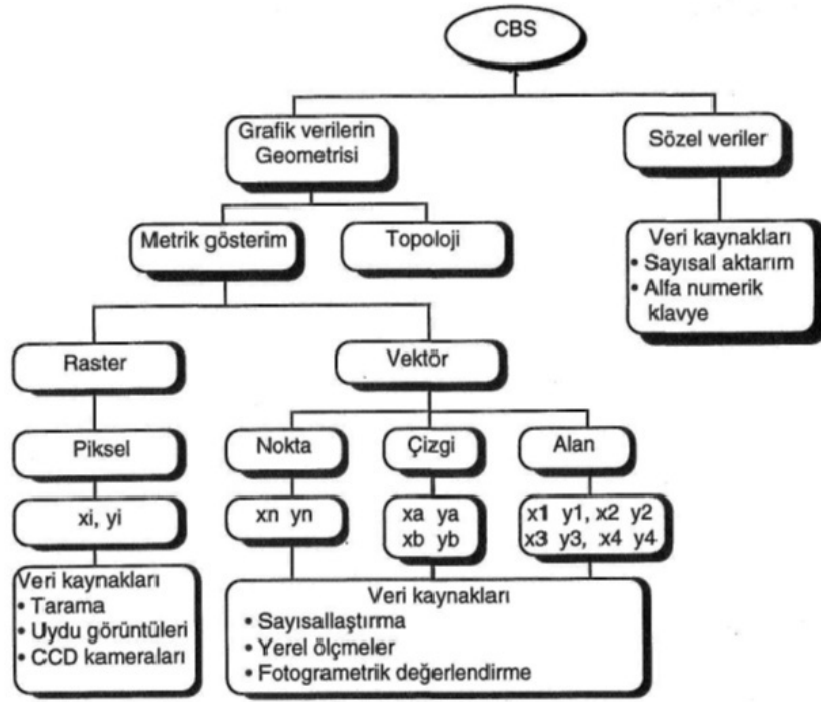 CBS
Grafik verilerin
Geometrisi
Sözel veriler
Metrik gösterim
Topoloji
Veri kaynakları
• Sayısal aktarım
• Alfa numerik
klavye
Raster
Vektör
Piksel
Nokta
Çizgi
Alan
xi, yi
xn yn
xa ya
xb yb
x1 y1, x2 y2
x3 y3, x4 y4
Veri kaynakları
• Tarama
• Uydu görüntüleri
• CCD kameraları
Veri kaynakları
• Sayısallaştırma
• Yerel ölçmeler
• Fotogrametrik değerlendirme